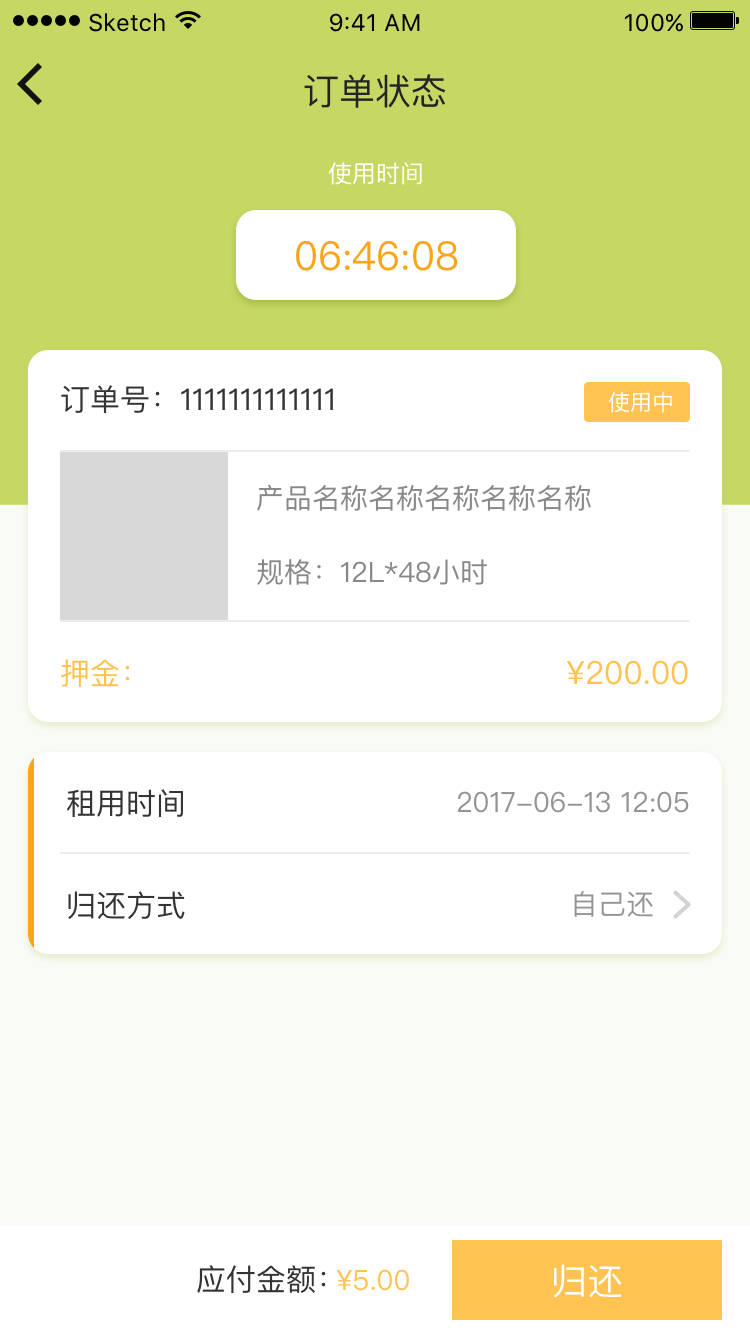 Sketch 9:41 AM 100%
订单状态
使用时间
06:46:08
订单号：1111111111111 使用中
产品名称名称名称名称名称
规格：12L*48小时
押金： ¥200.00
租用时间 2017-06-13 12:05
归还方式 自己还
应付金额：¥5.00 归还